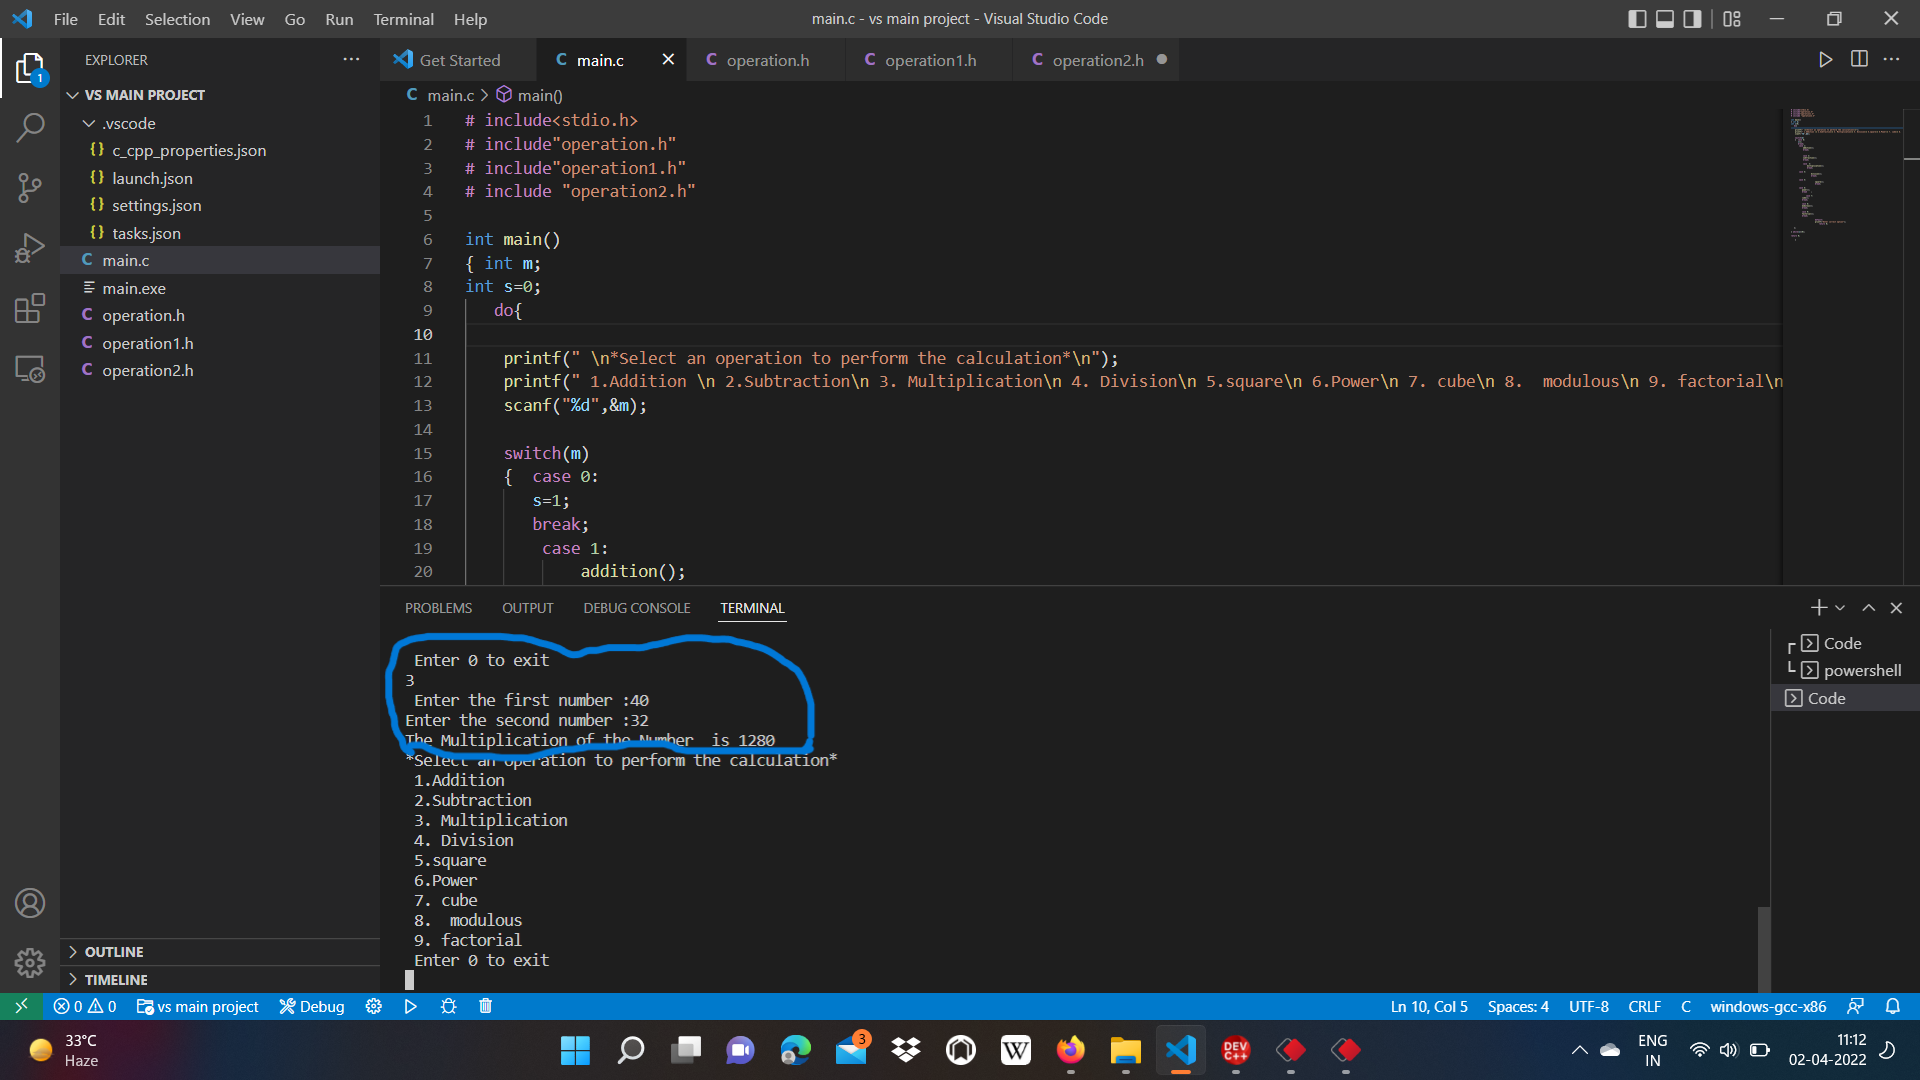 File Edit Selection View Go Run Terminal Help
main.c - vs main project - Visual Studio Code
EXPLORER
VS MAIN PROJECT
.vscode
{} c_cpp_properties.json
{} launch.json
{} settings.json
{} tasks.json
C main.c
main.exe
C operation.h
C operation1.h
C operation2.h
OUTLINE
TIMELINE
1
Get Started
C main.c
C operation.h
C operation1.h
C operation2.h
C main.c > main()
1 # include<stdio.h>
2 # include"operation.h"
3 # include"operation1.h"
4 # include "operation2.h"
5
6 int main()
7 { int m;
8 int s=0;
9 do{
10
11 printf(" \n*Select an operation to perform the calculation*\n");
12 printf(" 1.Addition \n 2.Subtraction\n 3. Multiplication\n 4. Division\n 5.square\n 6.Power\n 7. cube\n 8.  modulous\n 9. factorial\n
13 scanf("%d",&m);
14
15 switch(m)
16 {  case 0:
17 s=1;
18 break;
19 case 1:
20 addition();
PROBLEMS OUTPUT DEBUG CONSOLE TERMINAL
Enter 0 to exit
3
Enter the first number :40
Enter the second number :32
The Multiplication of the Number  is 1280
*Select an operation to perform the calculation*
1.Addition
2.Subtraction
3. Multiplication
4. Division
5.square
6.Power
7. cube
8.  modulous
9. factorial
Enter 0 to exit
Code
powershell
Code
0 0 vs main project Debug
Ln 10, Col 5 Spaces: 4 UTF-8 CRLF C windows-gcc-x86
33°C
Haze
3
W
DEV
C++
ENG
IN
11:12
02-04-2022